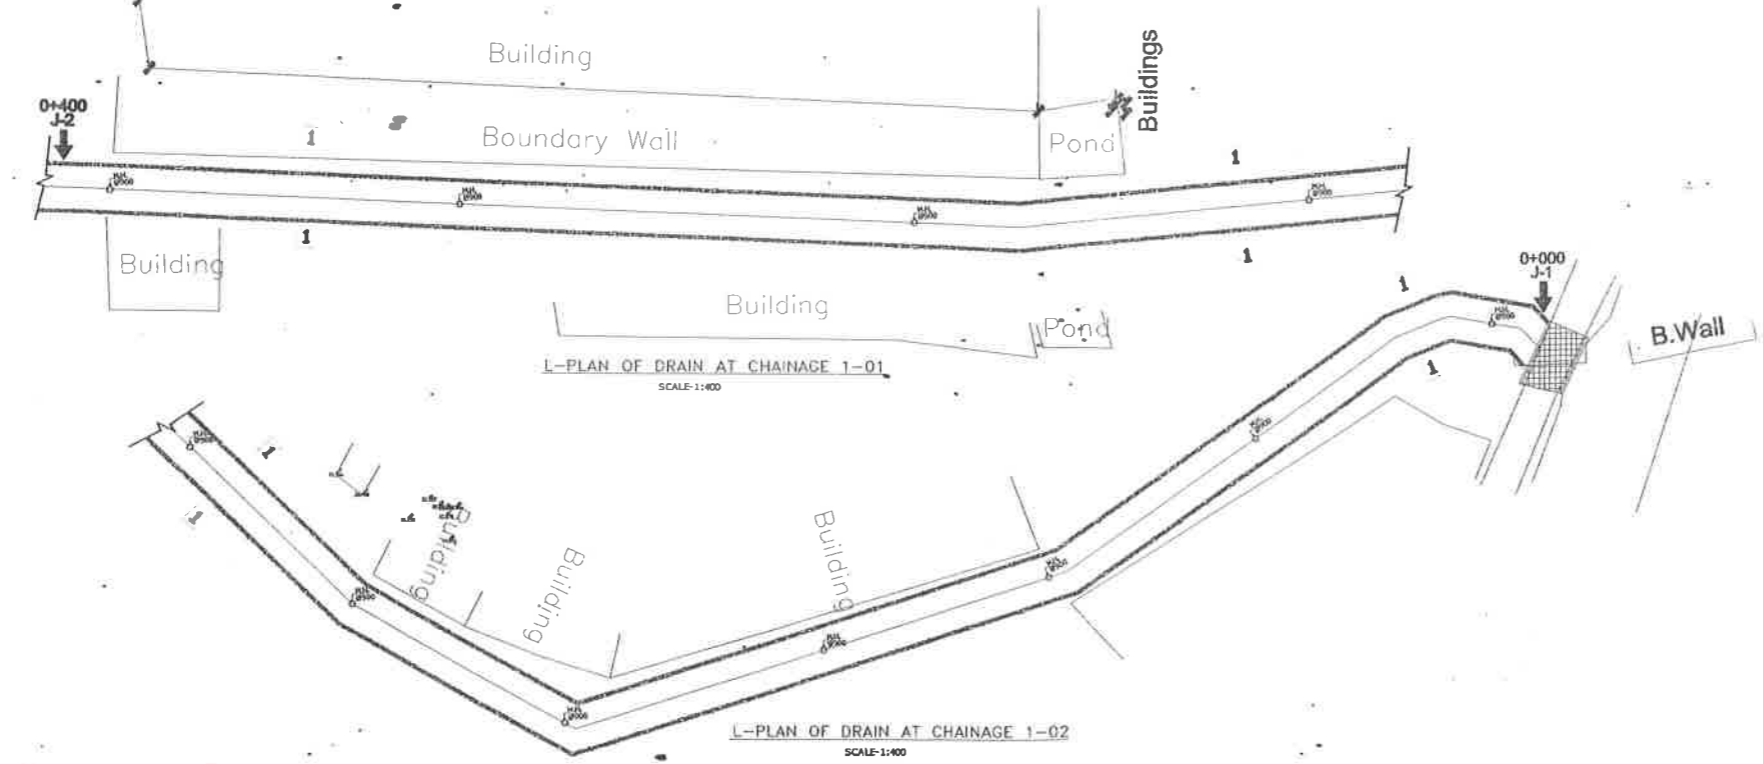 Building
Buildings
0+400
J-2
1
Boundary Wall
Pond
1
M.H.
M.H.
M.H.
M.H.
1
Building
1
0+000
J-1
1
Building
Pond
B.Wall
1
L-PLAN OF DRAIN AT CHAINAGE 1-01
SCALE-1:400
M.H.
M.H.
M.H.
1
1
Building
Building
Building
M.H.
M.H.
M.H.
M.H.
L-PLAN OF DRAIN AT CHAINAGE 1-02
SCALE-1:400